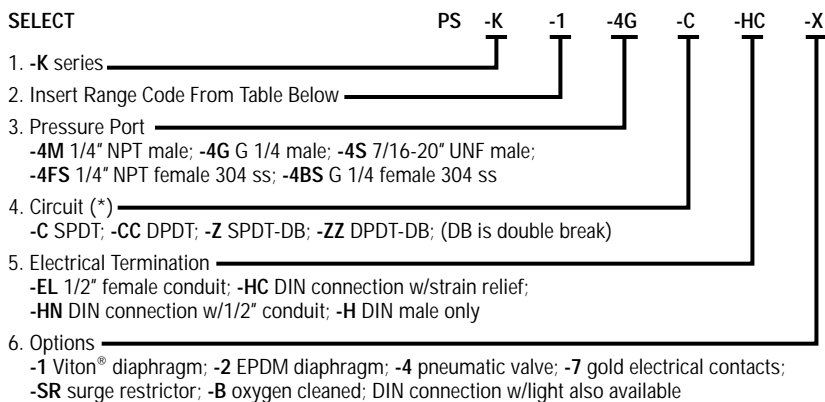 SELECT PS -K -1 -4G -C -HC -X
1. -K series
2. Insert Range Code From Table Below
3. Pressure Port
-4M 1/4" NPT male; -4G G 1/4 male; -4S 7/16-20" UNF male;
-4FS 1/4" NPT female 304 ss; -4BS G 1/4 female 304 ss
4. Circuit (*)
-C SPDT; -CC DPDT; -Z SPDT-DB; -ZZ DPDT-DB; (DB is double break)
5. Electrical Termination
-EL 1/2" female conduit; -HC DIN connection w/strain relief;
-HN DIN connection w/1/2" conduit; -H DIN male only
6. Options
-1 Viton® diaphragm; -2 EPDM diaphragm; -4 pneumatic valve; -7 gold electrical contacts;
-SR surge restrictor; -B oxygen cleaned; DIN connection w/light also available